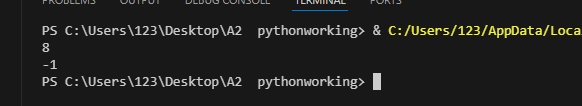 PROBLEMS OUTPUT DEBUG CONSOLE TERMINAL PORTS
PS C:\Users\123\Desktop\A2  pythonworking> & C:/Users/123/AppData/Loca
8
-1
PS C:\Users\123\Desktop\A2  pythonworking>